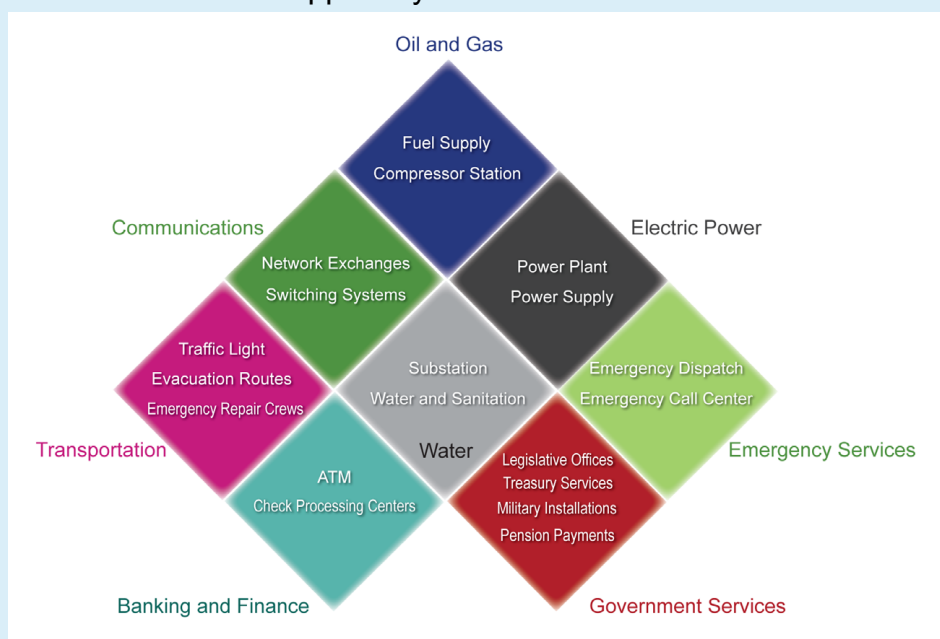 Oil and Gas
Fuel Supply
Compressor Station
Communications
Network Exchanges
Switching Systems
Electric Power
Power Plant
Power Supply
Traffic Light
Evacuation Routes
Emergency Repair Crews
Transportation
Substation
Water and Sanitation
Water
Emergency Dispatch
Emergency Call Center
Emergency Services
ATM
Check Processing Centers
Banking and Finance
Legislative Offices
Treasury Services
Military Installations
Pension Payments
Government Services